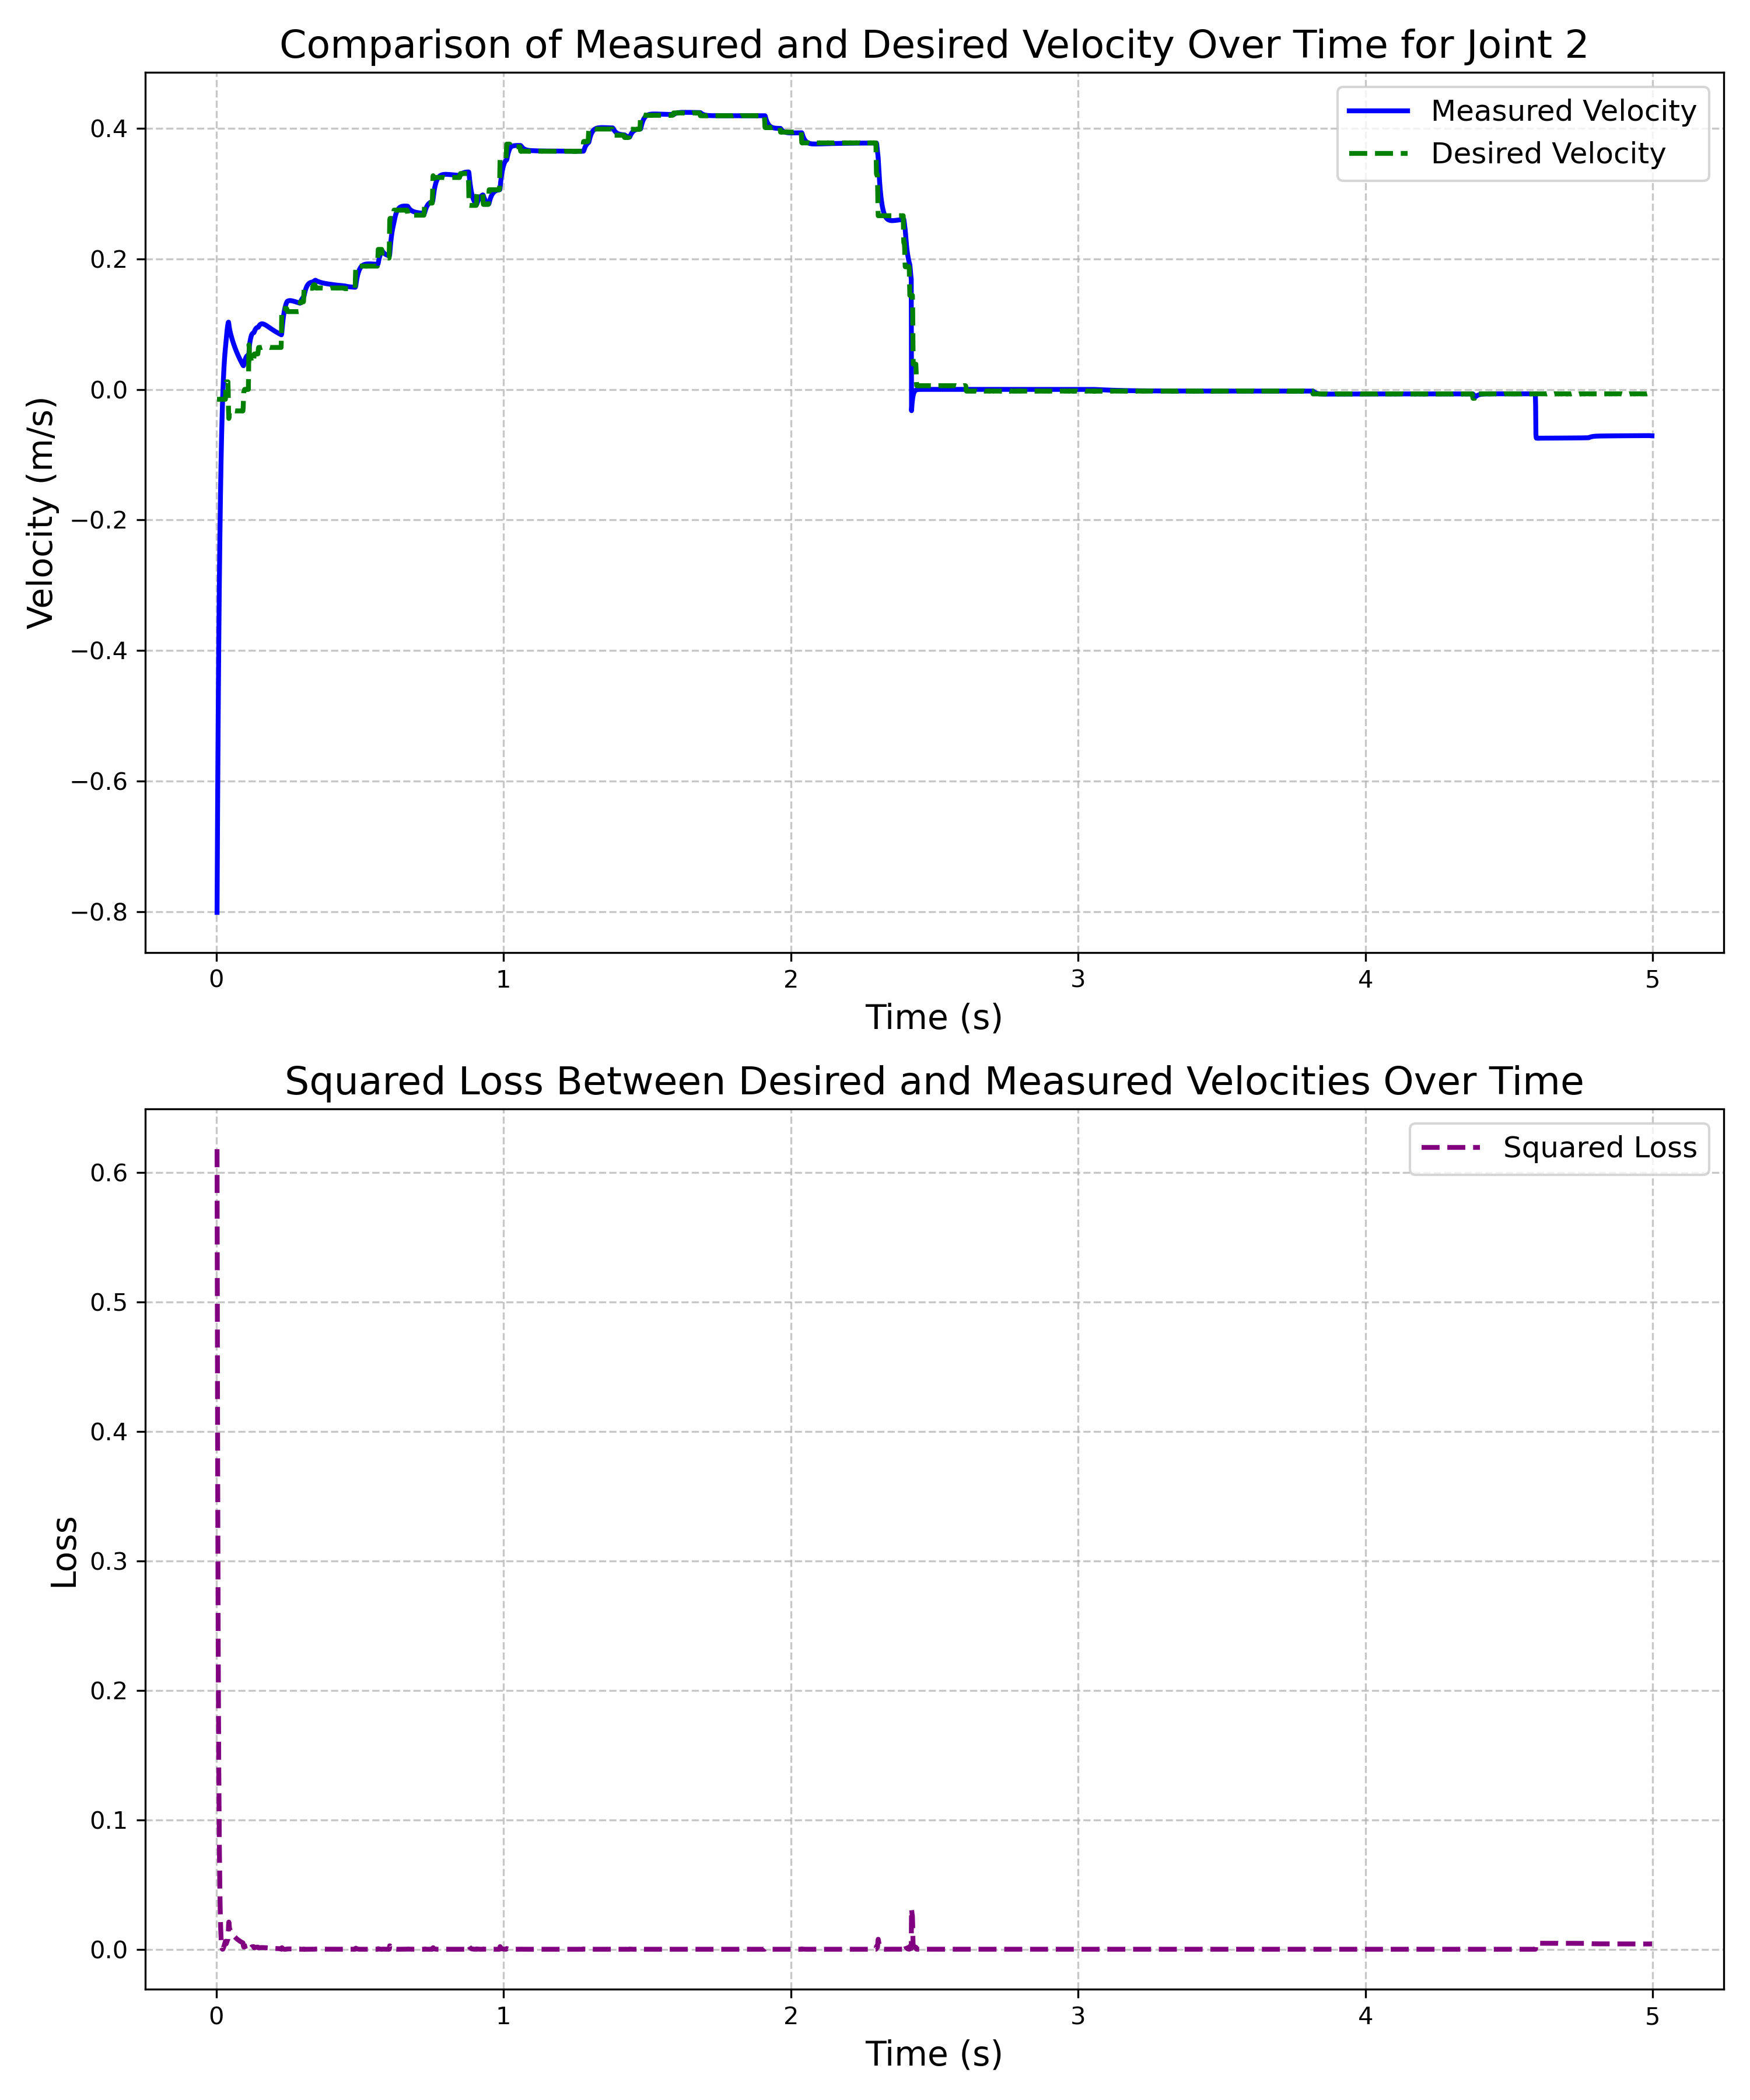 Comparison of Measured and Desired Velocity Over Time for Joint 2
Measured Velocity
Desired Velocity
Velocity (m/s)
0.4
0.2
0.0
−0.2
−0.4
−0.6
−0.8
0 1 2 3 4 5
Time (s)
Squared Loss Between Desired and Measured Velocities Over Time
Squared Loss
Loss
0.6
0.5
0.4
0.3
0.2
0.1
0.0
0 1 2 3 4 5
Time (s)